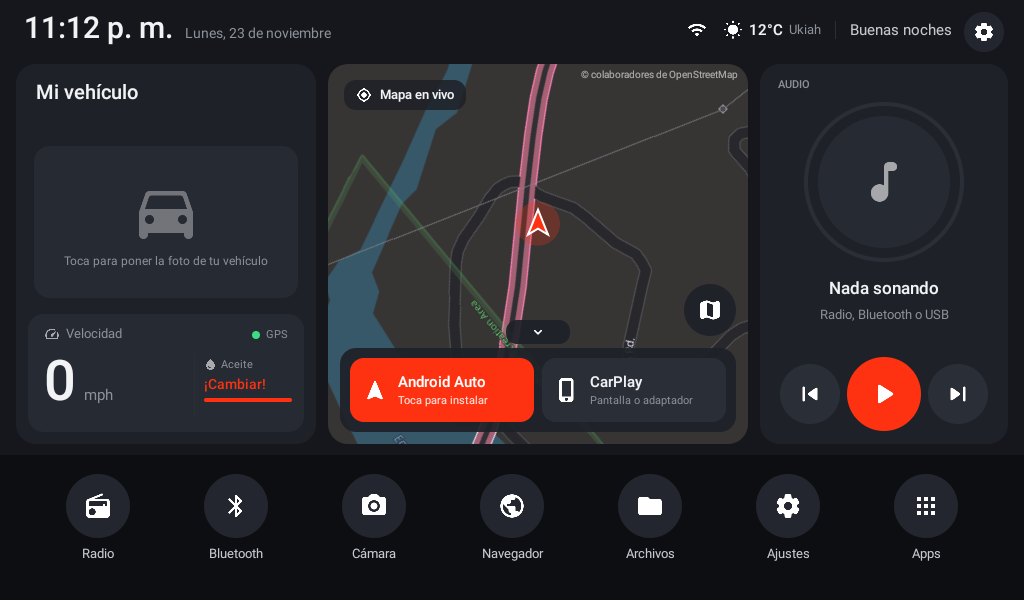 11:12 p. m. Lunes, 23 de noviembre
12°C Ukiah
Buenas noches
Mi vehículo
Toca para poner la foto de tu vehículo
Velocidad
GPS
0 mph
Aceite
¡Cambiar!
© colaboradores de OpenStreetMap
Mapa en vivo
Android Auto
Toca para instalar
CarPlay
Pantalla o adaptador
AUDIO
Nada sonando
Radio, Bluetooth o USB
Radio
Bluetooth
Cámara
Navegador
Archivos
Ajustes
Apps